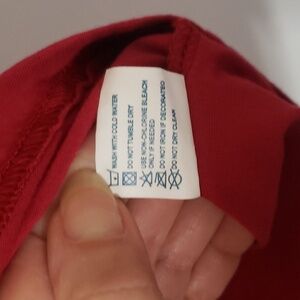 WASH WITH COLD WATER
DO NOT TUMBLE DRY
USE NON-CHLORINE BLEACH
ONLY IF NEEDED
DO NOT IRON IF DECORATED
DO NOT DRY CLEAN